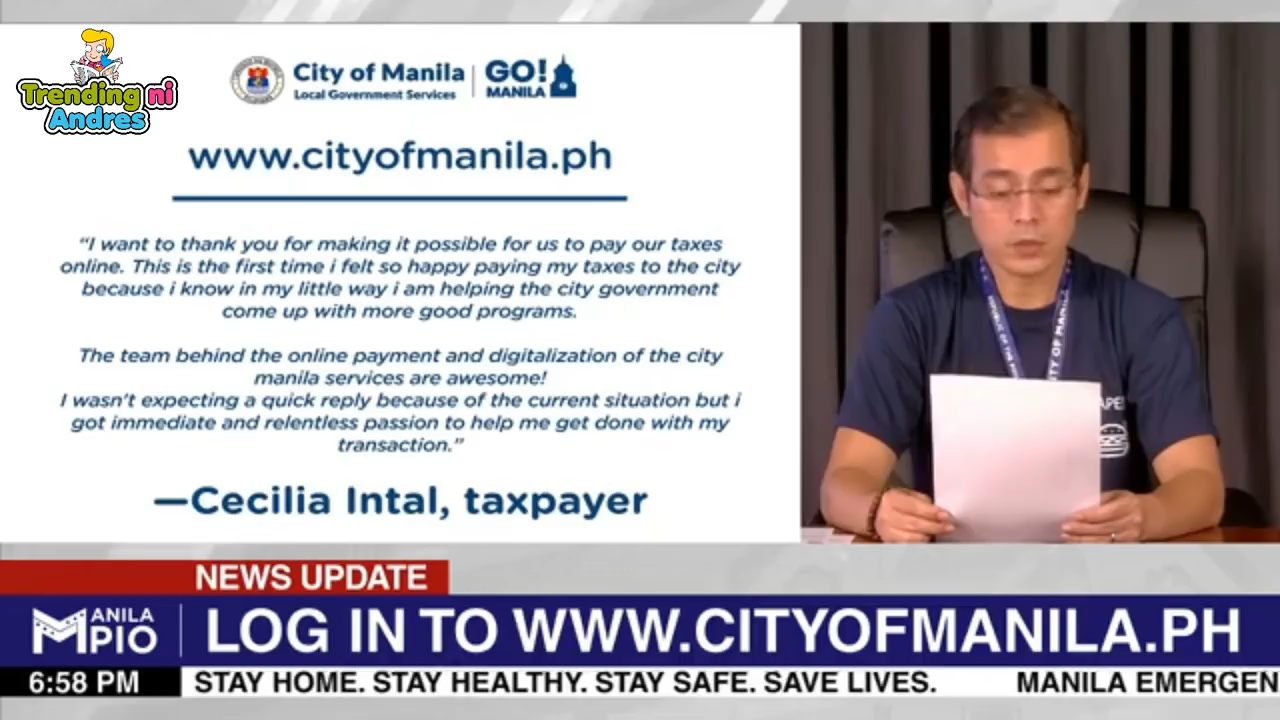 Trending ni
Andres
City of Manila
Local Government Services
GO!
MANILA
www.cityofmanila.ph
“I want to thank you for making it possible for us to pay our taxes
online. This is the first time i felt so happy paying my taxes to the city
because i know in my little way i am helping the city government
come up with more good programs.
The team behind the online payment and digitalization of the city
manila services are awesome!
I wasn't expecting a quick reply because of the current situation but i
got immediate and relentless passion to help me get done with my
transaction.”
—Cecilia Intal, taxpayer
NEWS UPDATE
MANILA
PIO
LOG IN TO WWW.CITYOFMANILA.PH
6:58 PM
STAY HOME. STAY HEALTHY. STAY SAFE. SAVE LIVES. MANILA EMERGEN